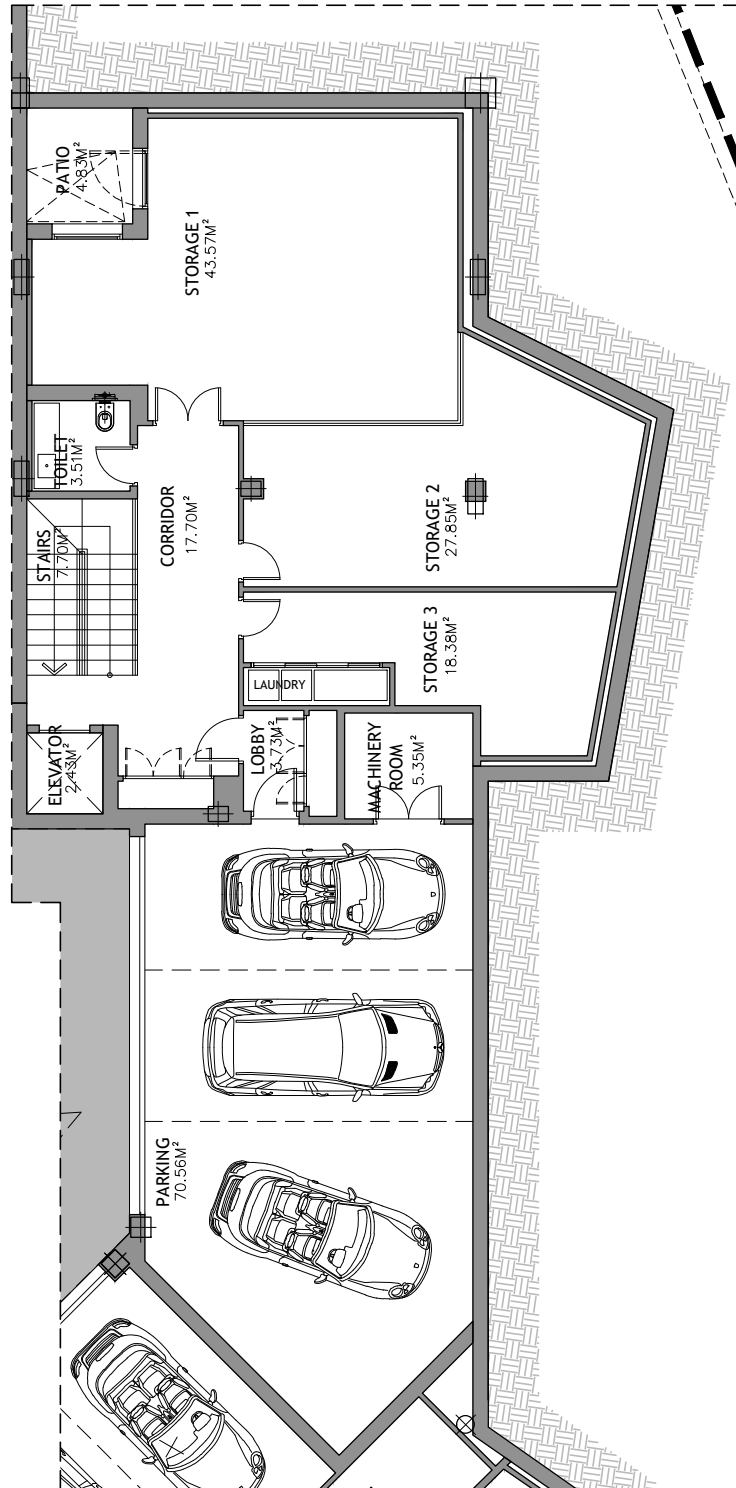 PATIO
4.83M²
STORAGE 1
43.57M²
TOILET
3.51M²
STAIRS
7.70M²
CORRIDOR
17.70M²
STORAGE 2
27.85M²
STORAGE 3
18.38M²
LAUNDRY
ELEVATOR
2.43M²
LOBBY
3.73M²
MACHINERY
ROOM
5.35M²
PARKING
70.56M²